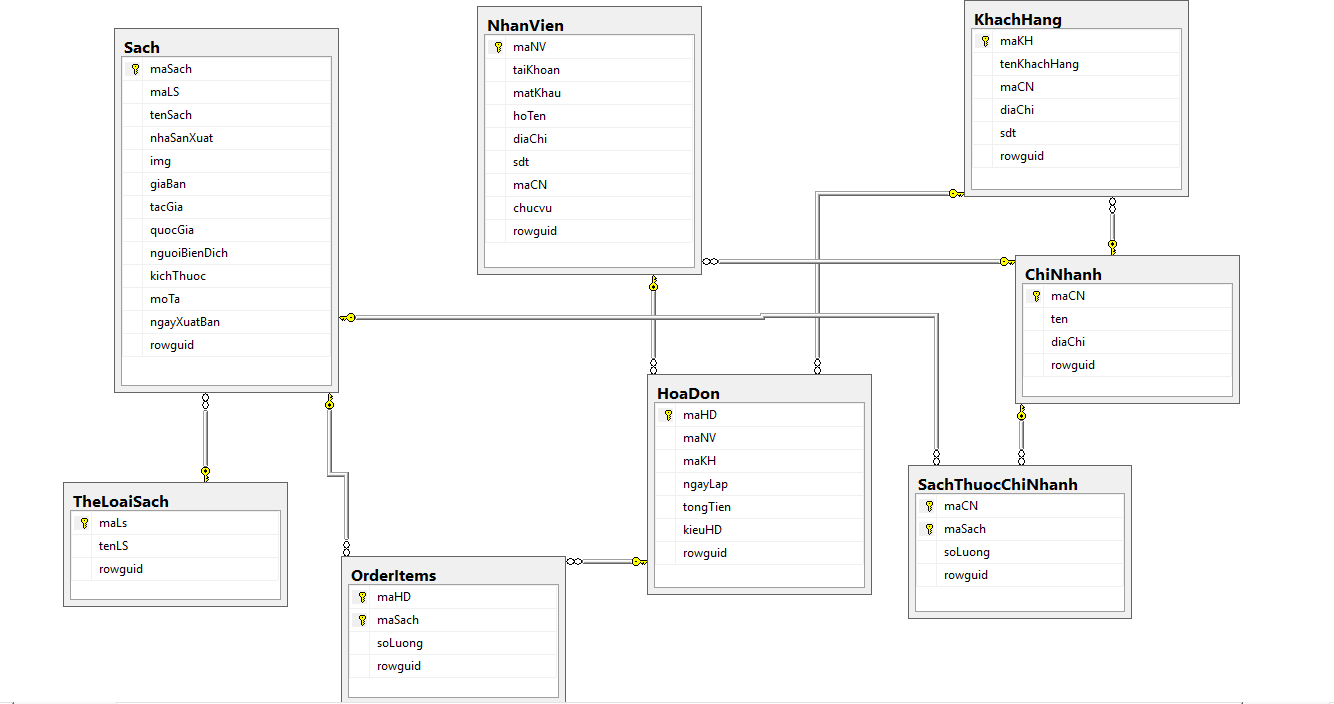 Sach
maSach
maLS
tenSach
nhaSanXuat
img
giaBan
tacGia
quocGia
nguoiBienDich
kichThuoc
moTa
ngayXuatBan
rowguid
NhanVien
maNV
taiKhoan
matKhau
hoTen
diaChi
sdt
maCN
chucvu
rowguid
KhachHang
maKH
tenKhachHang
maCN
diaChi
sdt
rowguid
ChiNhanh
maCN
ten
diaChi
rowguid
HoaDon
maHD
maNV
maKH
ngayLap
tongTien
kieuHD
rowguid
SachThuocChiNhanh
maCN
maSach
soLuong
rowguid
TheLoaiSach
maLs
tenLS
rowguid
OrderItems
maHD
maSach
soLuong
rowguid